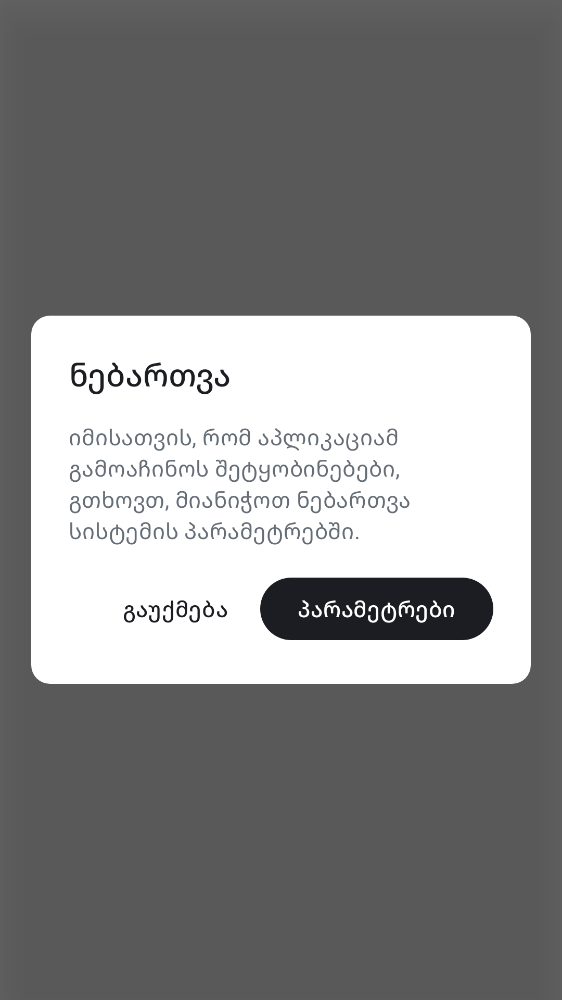 ნებართვა
იმისათვის, რომ აპლიკაციამ
გამოაჩინოს შეტყობინებები,
გთხოვთ, მიანიჭოთ ნებართვა
სისტემის პარამეტრებში.
გაუქმება
პარამეტრები